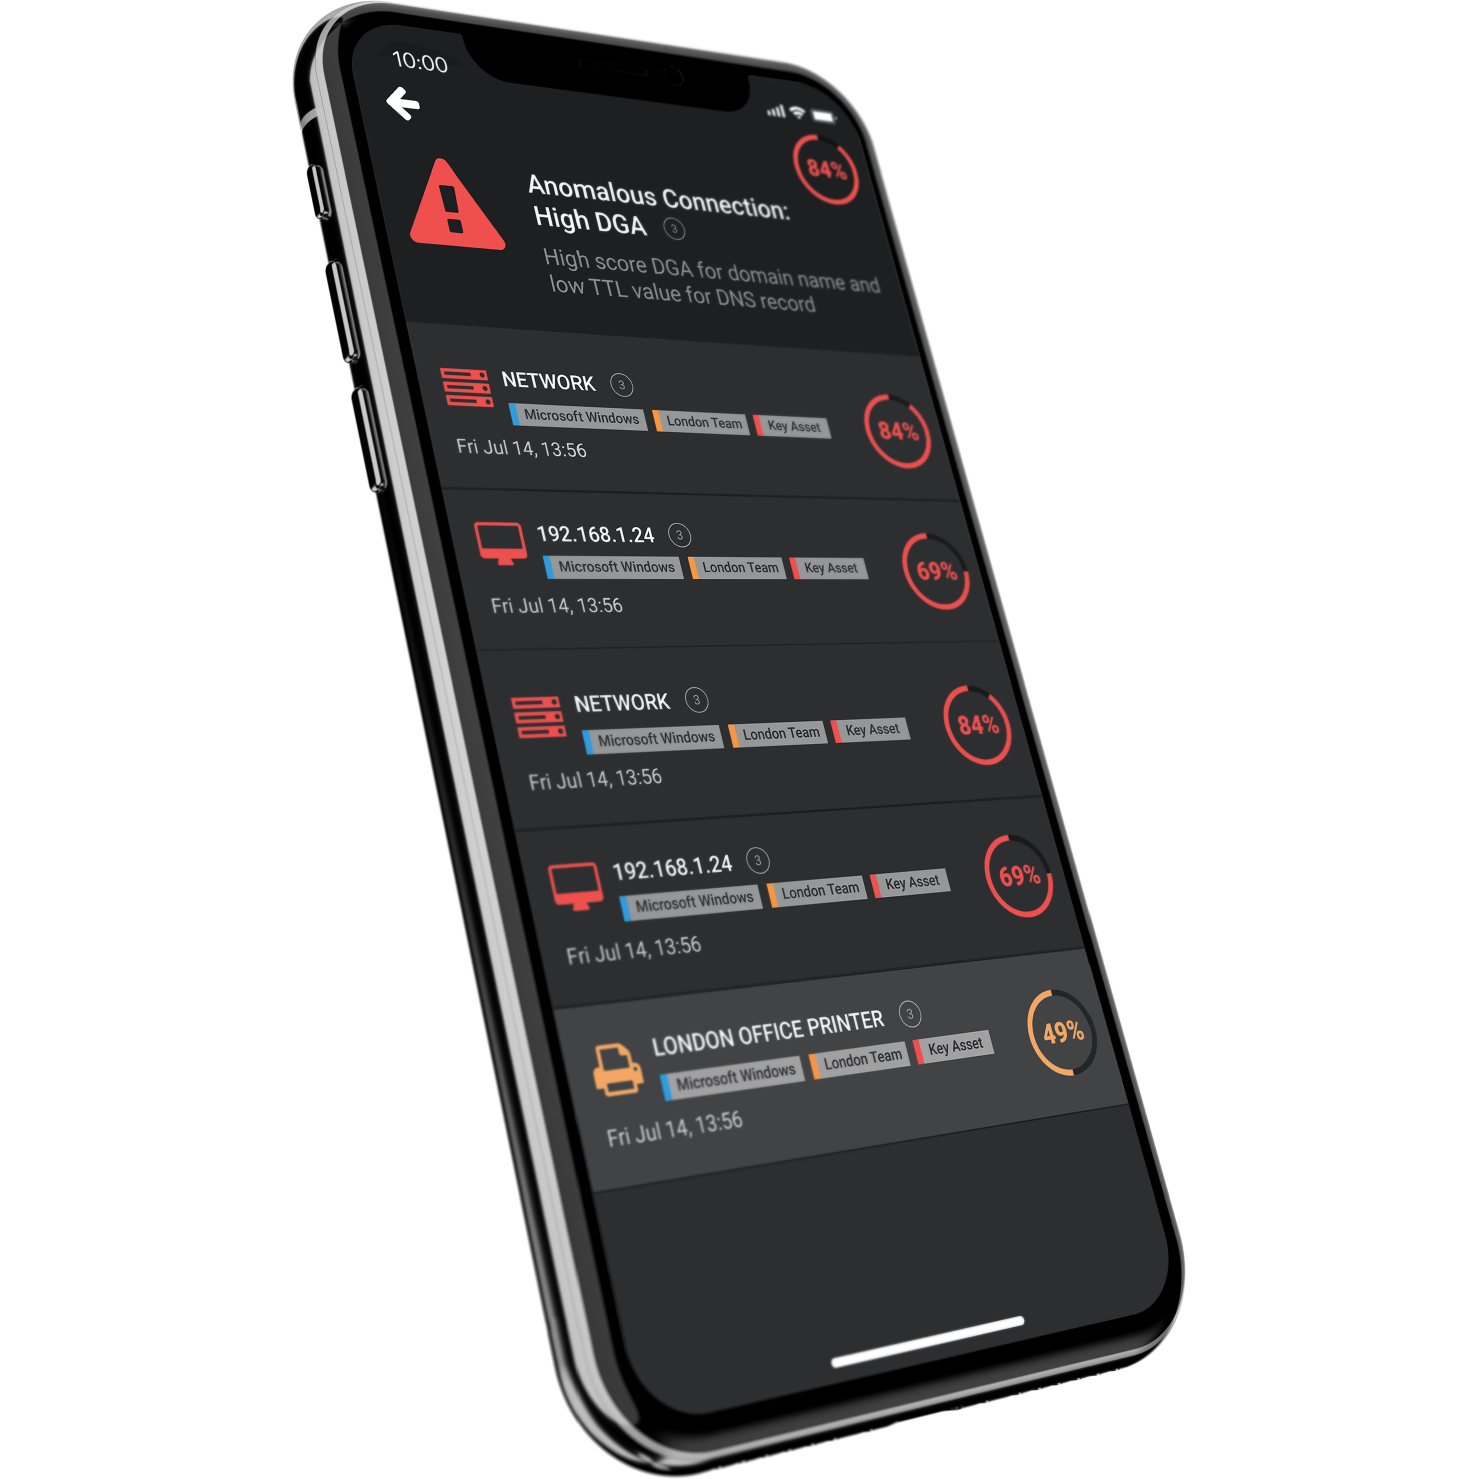 10:00
84%
Anomalous Connection:
High DGA 3
High score DGA for domain name and
low TTL value for DNS record
NETWORK 3
Microsoft Windows London Team Key Asset
84%
Fri Jul 14, 13:56
192.168.1.24 3
Microsoft Windows London Team Key Asset
69%
Fri Jul 14, 13:56
NETWORK 3
Microsoft Windows London Team Key Asset
84%
Fri Jul 14, 13:56
192.168.1.24 3
Microsoft Windows London Team Key Asset
69%
Fri Jul 14, 13:56
LONDON OFFICE PRINTER 3
Microsoft Windows London Team Key Asset
49%
Fri Jul 14, 13:56